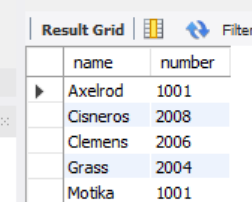 Result Grid Filter
name number
Axelrod 1001
Cisneros 2008
Clemens 2006
Grass 2004
Motika 1001